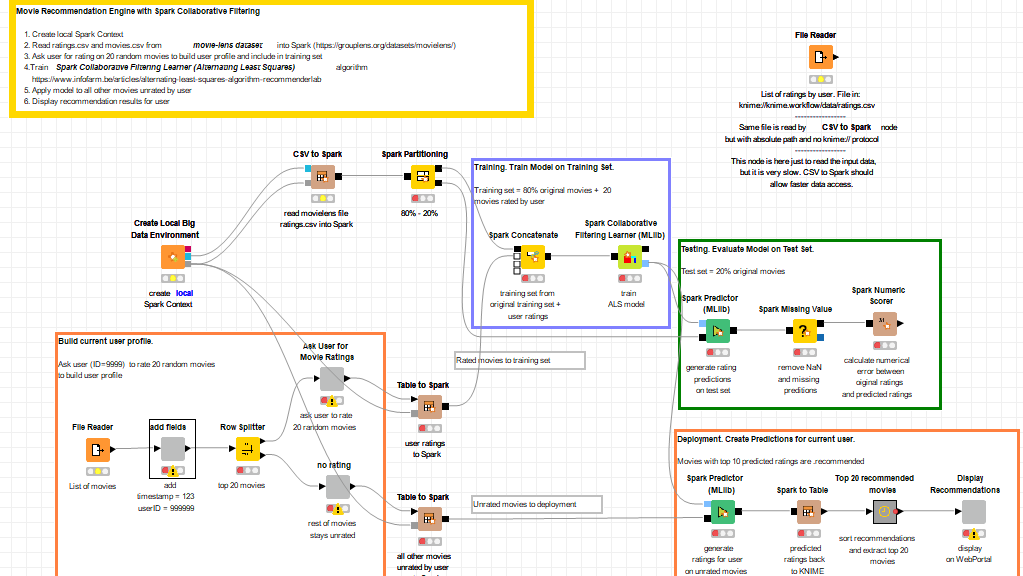 Movie Recommendation Engine with Spark Collaborative Filtering
1. Create local Spark Context
2. Read ratings.csv and movies.csv from movie-lens dataset into Spark (https://grouplens.org/datasets/movielens/)
3. Ask user for rating on 20 random movies to build user profile and include in training set
4.Train Spark Collaborative Filtering Learner (Alternating Least Squares) algorithm
https://www.infofarm.be/articles/alternating-least-squares-algorithm-recommenderlab
5. Apply model to all other movies unrated by user
6. Display recommendation results for user
File Reader
List of ratings by user. File in:
knime://knime.workflow/data/ratings.csv
-----------------
Same file is read by CSV to Spark node
but with absolute path and no knime:// protocol
-----------------
This node is here just to read the input data,
but it is very slow. CSV to Spark should
allow faster data access.
CSV to Spark
read movielens file
ratings.csv into Spark
Spark Partitioning
80% - 20%
Create Local Big
Data Environment
create local
Spark Context
Training. Train Model on Training Set.
Training set = 80% original movies + 20
movies rated by user
Spark Concatenate
training set from
original training set +
user ratings
Spark Collaborative
Filtering Learner (MLlib)
train
ALS model
Testing. Evaluate Model on Test Set.
Test set = 20% original movies
Spark Predictor
(MLlib)
generate rating
predictions
on test set
Spark Missing Value
remove NaN
and missing
preditions
Spark Numeric
Scorer
calculate numerical
error between
original ratings
and predicted ratings
Build current user profile.
Ask user (ID=9999) to rate 20 random movies
to build user profile
File Reader
List of movies
add fields
add
timestamp = 123
userID = 999999
Row Splitter
top 20 movies
Ask User for
Movie Ratings
ask user to rate
20 random movies
no rating
rest of movies
stays unrated
Rated movies to training set
Table to Spark
user ratings
to Spark
Unrated movies to deployment
Table to Spark
all other movies
unrated by user
Deployment. Create Predictions for current user.
Movies with top 10 predicted ratings are .recommended
Spark Predictor
(MLlib)
generate
ratings for user
on unrated movies
Spark to Table
predicted
ratings back
to KNIME
Top 20 recommended
movies
sort recommendations
and extract top 20
movies
Display
Recommendations
display
on WebPortal